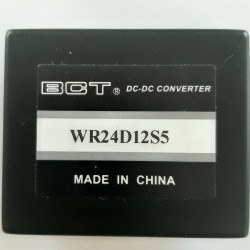 BCT® DC-DC CONVERTER
WR24D12S5
MADE IN CHINA